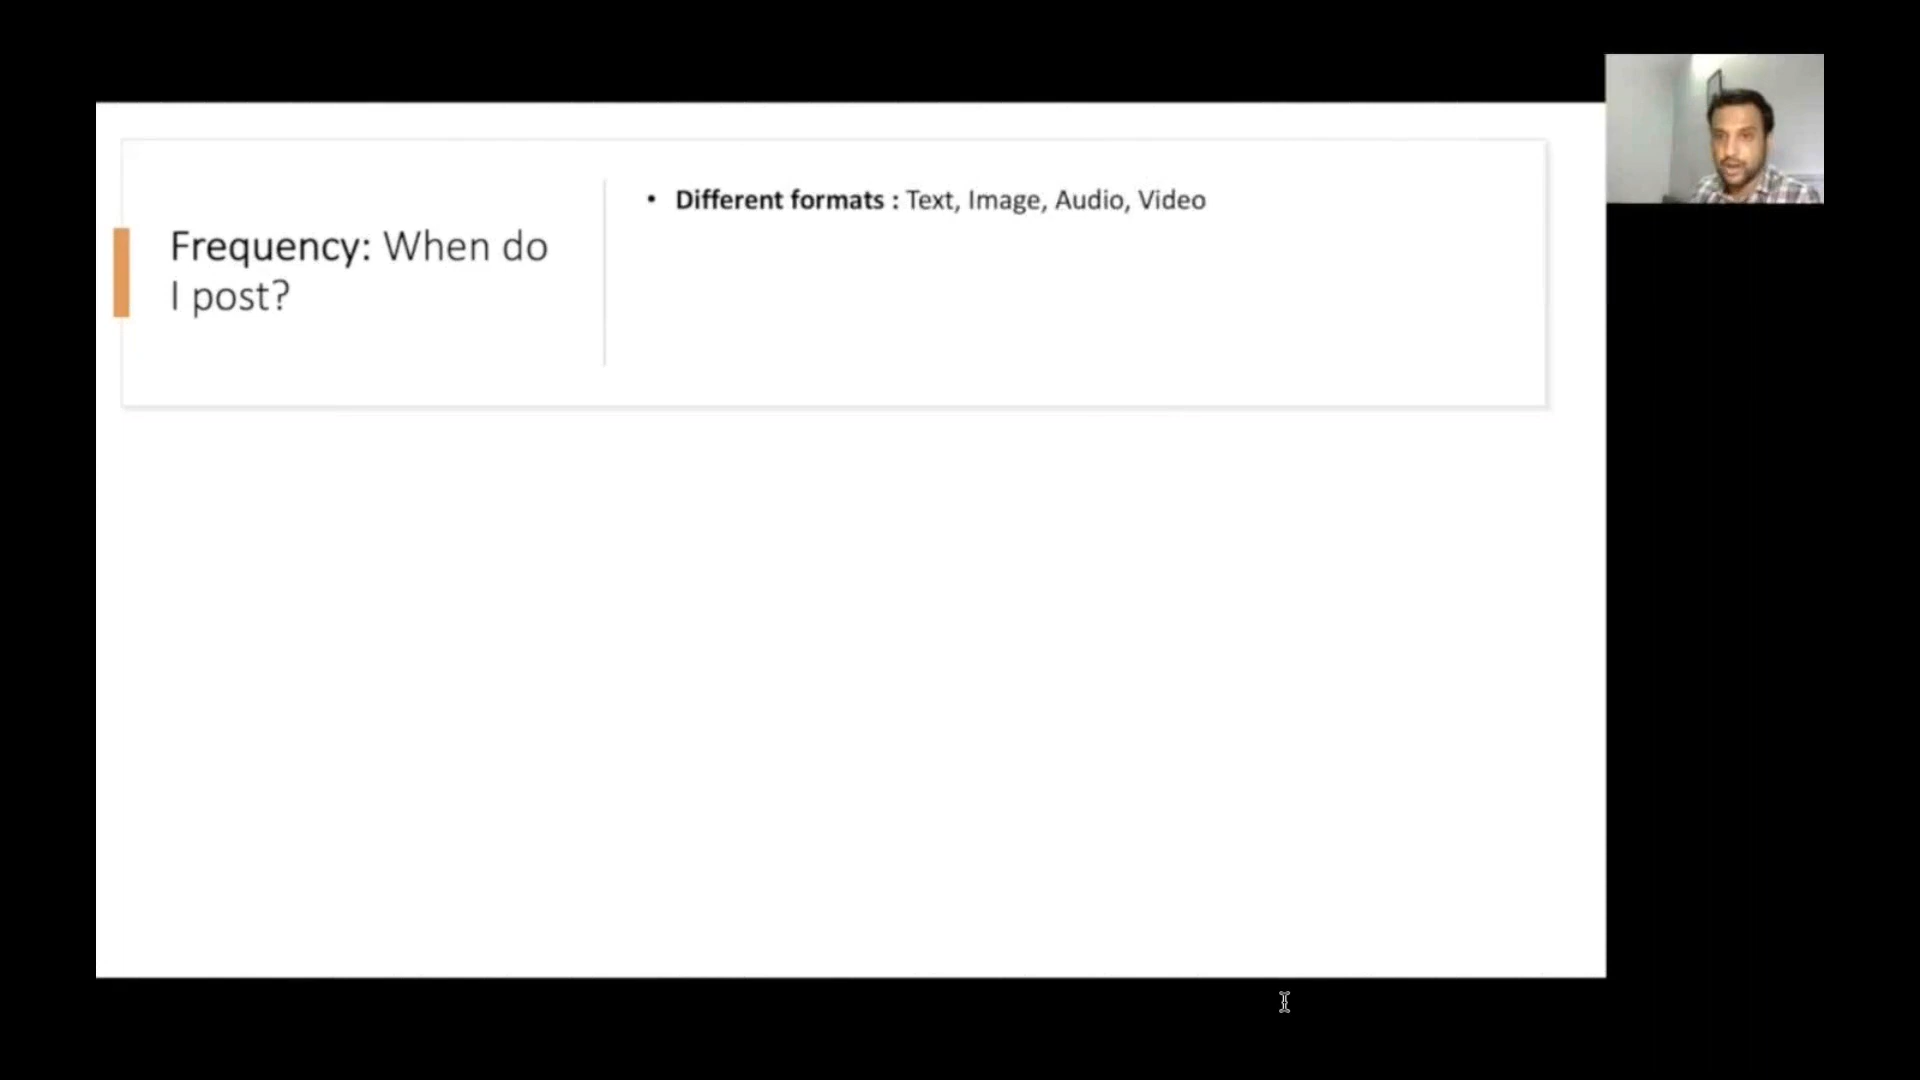 Frequency: When do
I post?
• Different formats : Text, Image, Audio, Video